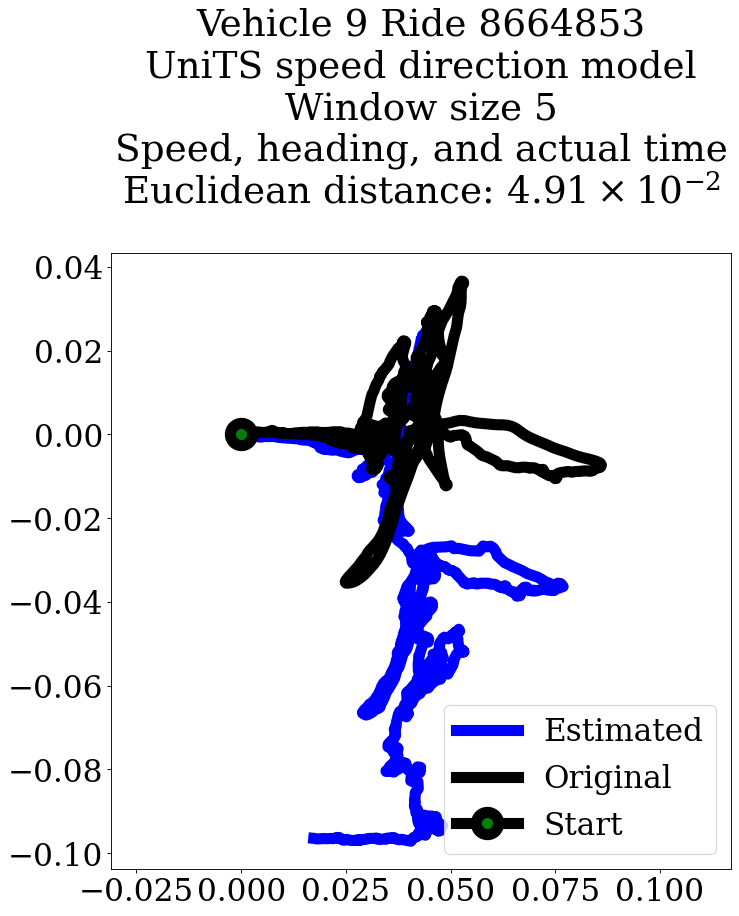 Vehicle 9 Ride 8664853
UniTS speed direction model
Window size 5
Speed, heading, and actual time
Euclidean distance: 4.91 × 10⁻²
0.04
0.02
0.00
−0.02
−0.04
−0.06
−0.08
−0.10
Estimated
Original
Start
−0.025 0.000 0.025 0.050 0.075 0.100